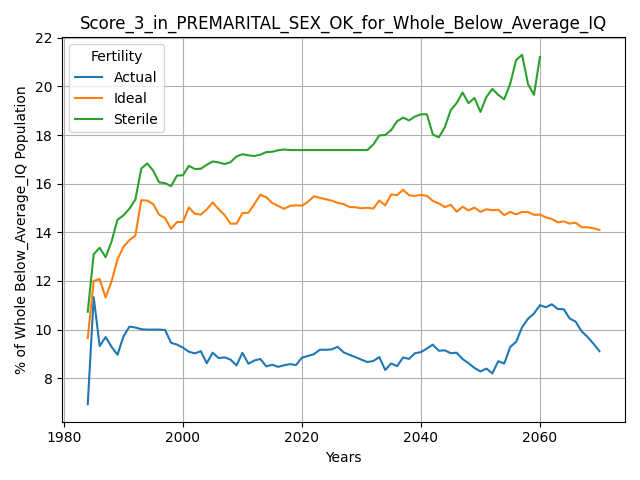 Score_3_in_PREMARITAL_SEX_OK_for_Whole_Below_Average_IQ
Fertility
Actual
Ideal
Sterile
% of Whole Below_Average_IQ Population
22
20
18
16
14
12
10
8
1980
2000
2020
2040
2060
Years